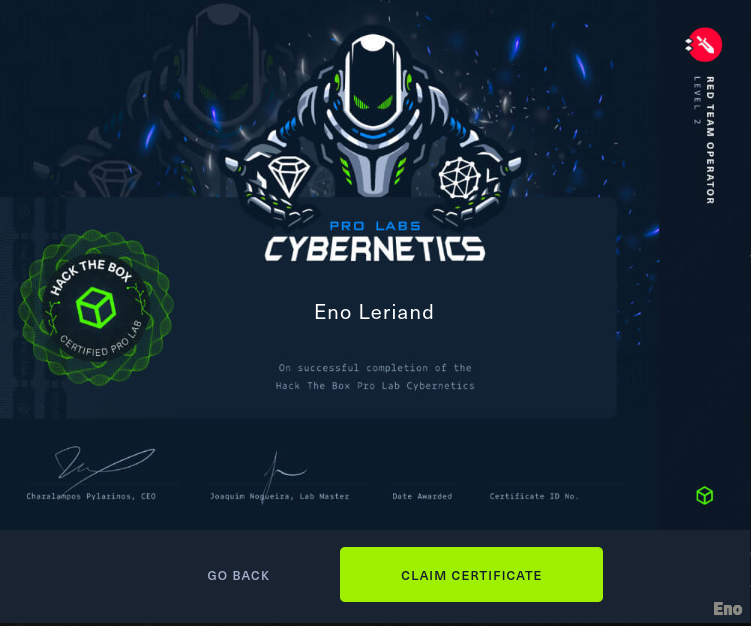 RED TEAM OPERATOR
LEVEL 2
PRO LABS
CYBERNETICS
HACK THE BOX
CERTIFIED PRO LAB
Eno Leriand
On successful completion of the
Hack The Box Pro Lab Cybernetics
Charalampos Pylarinos, CEO
Joaquim Nogueira, Lab Master
Date Awarded
Certificate ID No.
GO BACK
CLAIM CERTIFICATE
Eno